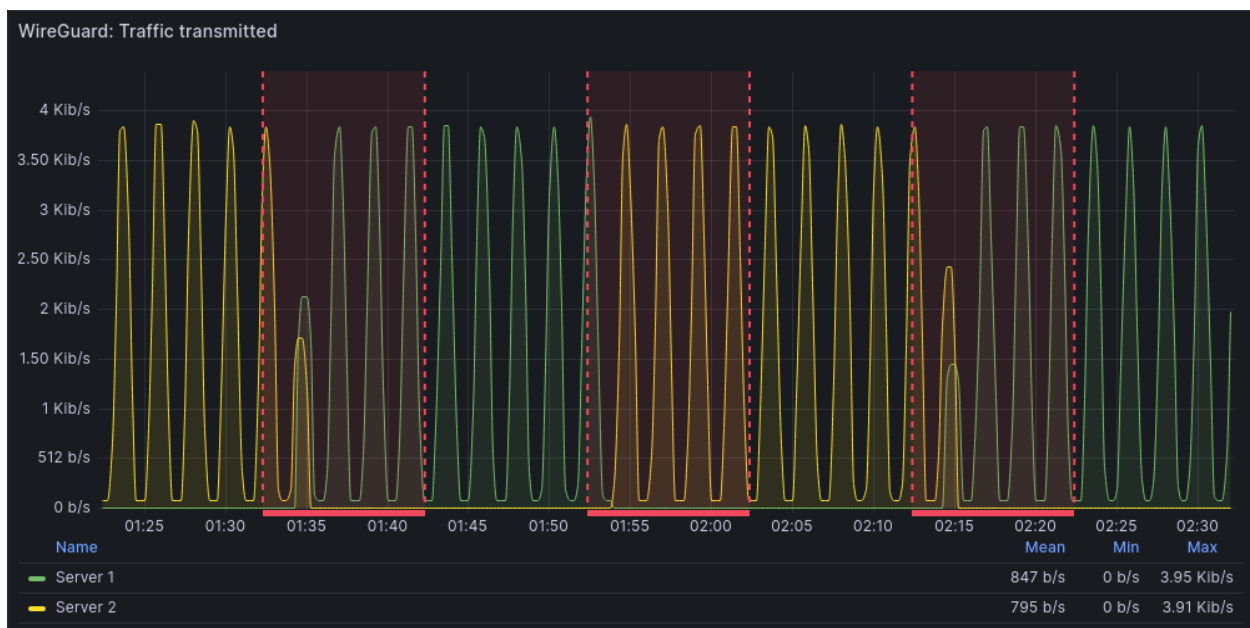 WireGuard: Traffic transmitted
4 Kib/s
3.50 Kib/s
3 Kib/s
2.50 Kib/s
2 Kib/s
1.50 Kib/s
1 Kib/s
512 b/s
0 b/s
01:25 01:30 01:35 01:40 01:45 01:50 01:55 02:00 02:05 02:10 02:15 02:20 02:25 02:30
Name Mean Min Max
Server 1 847 b/s 0 b/s 3.95 Kib/s
Server 2 795 b/s 0 b/s 3.91 Kib/s